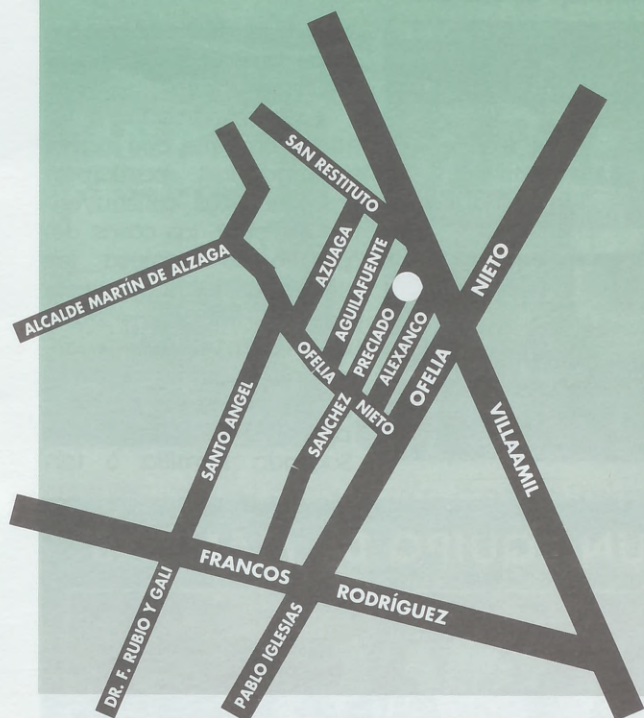 SAN RESTITUTO
NIETO
AZUAGA
AGUILAFUENTE
ALCALDE MARTÍN DE ALZAGA
PRECIADO
ALEXANCO
OFELIA
OFELIA
NIETO
SANCHEZ
SANTO ANGEL
VILLAAMIL
FRANCOS RODRÍGUEZ
DR. F. RUBIO Y GALI
PABLO IGLESIAS